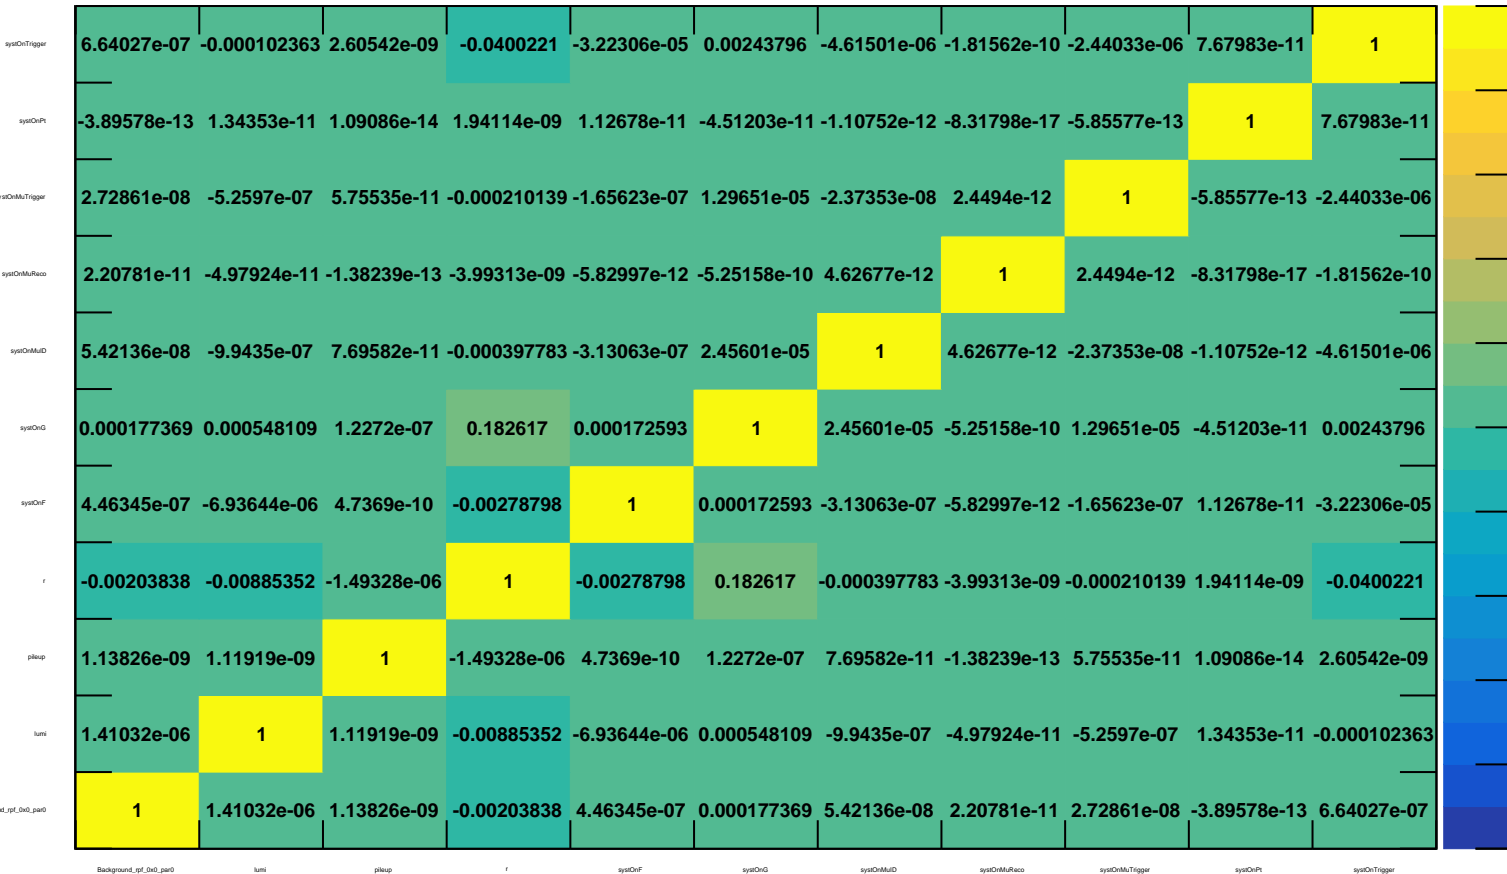 systOnTrigger 6.64027e-07 -0.000102363 2.60542e-09 -0.0400221 -3.22306e-05 0.00243796 -4.61501e-06 -1.81562e-10 -2.44033e-06 7.67983e-11 1
systOnPt -3.89578e-13 1.34353e-11 1.09086e-14 1.94114e-09 1.12678e-11 -4.51203e-11 -1.10752e-12 -8.31798e-17 -5.85577e-13 1 7.67983e-11
stOnMuTrigger 2.72861e-08 -5.2597e-07 5.75535e-11 -0.000210139 -1.65623e-07 1.29651e-05 -2.37353e-08 2.4494e-12 1 -5.85577e-13 -2.44033e-06
systOnMuReco 2.20781e-11 -4.97924e-11 -1.38239e-13 -3.99313e-09 -5.82997e-12 -5.25158e-10 4.62677e-12 1 2.4494e-12 -8.31798e-17 -1.81562e-10
systOnMuID 5.42136e-08 -9.9435e-07 7.69582e-11 -0.000397783 -3.13063e-07 2.45601e-05 1 4.62677e-12 -2.37353e-08 -1.10752e-12 -4.61501e-06
systOnG 0.000177369 0.000548109 1.2272e-07 0.182617 0.000172593 1 2.45601e-05 -5.25158e-10 1.29651e-05 -4.51203e-11 0.00243796
systOnF 4.46345e-07 -6.93644e-06 4.7369e-10 -0.00278798 1 0.000172593 -3.13063e-07 -5.82997e-12 -1.65623e-07 1.12678e-11 -3.22306e-05
r -0.00203838 -0.00885352 -1.49328e-06 1 -0.00278798 0.182617 -0.000397783 -3.99313e-09 -0.000210139 1.94114e-09 -0.0400221
pileup 1.13826e-09 1.11919e-09 1 -1.49328e-06 4.7369e-10 1.2272e-07 7.69582e-11 -1.38239e-13 5.75535e-11 1.09086e-14 2.60542e-09
lumi 1.41032e-06 1 1.11919e-09 -0.00885352 -6.93644e-06 0.000548109 -9.9435e-07 -4.97924e-11 -5.2597e-07 1.34353e-11 -0.000102363
d_rpf_0x0_par0 1 1.41032e-06 1.13826e-09 -0.00203838 4.46345e-07 0.000177369 5.42136e-08 2.20781e-11 2.72861e-08 -3.89578e-13 6.64027e-07
Background_rpf_0x0_par0 lumi pileup r systOnF systOnG systOnMuID systOnMuReco systOnMuTrigger systOnPt systOnTrigger